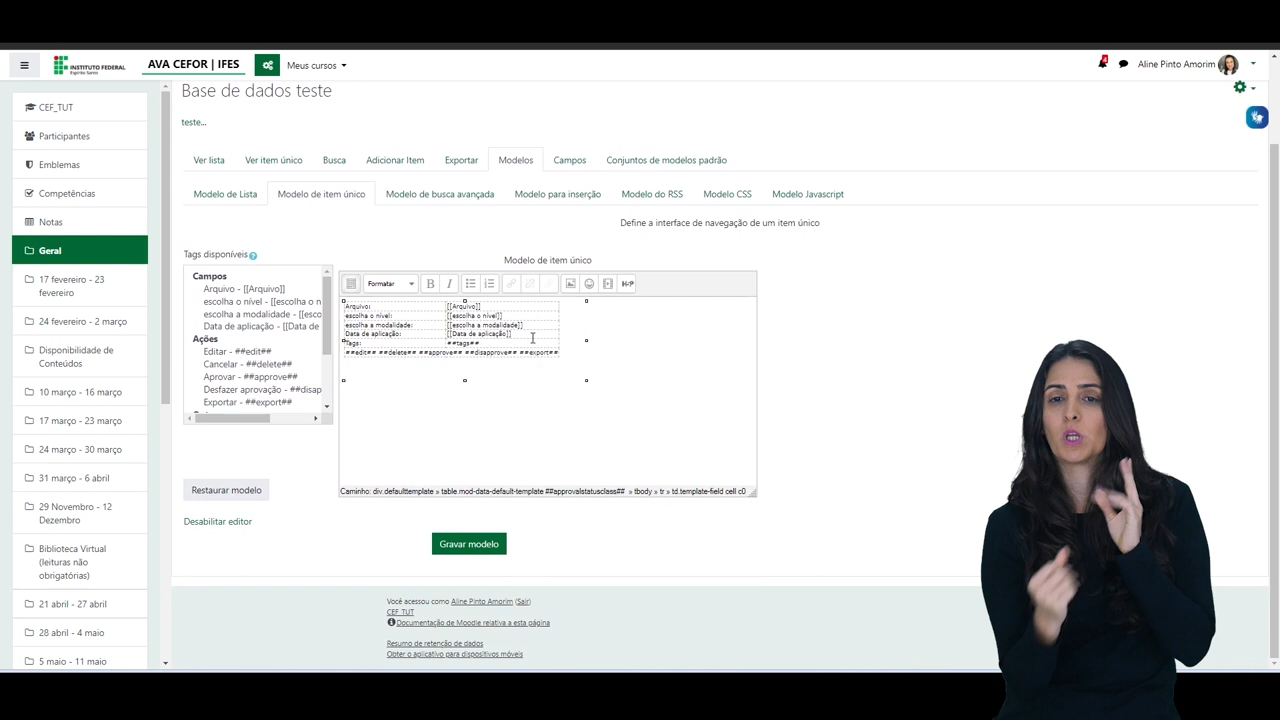 INSTITUTO FEDERAL
Espírito Santo
AVA CEFOR | IFES
Meus cursos
4
Aline Pinto Amorim
CEF_TUT
Participantes
Emblemas
Competências
Notas
Geral
17 fevereiro - 23
fevereiro
24 fevereiro - 2 março
Disponibilidade de
Conteúdos
10 março - 16 março
17 março - 23 março
24 março - 30 março
31 março - 6 abril
29 Novembro - 12
Dezembro
Biblioteca Virtual
(leituras não
obrigatórias)
21 abril - 27 abril
28 abril - 4 maio
5 maio - 11 maio
Base de dados teste
teste...
Ver lista
Ver item único
Busca
Adicionar Item
Exportar
Modelos
Campos
Conjuntos de modelos padrão
Modelo de Lista
Modelo de item único
Modelo de busca avançada
Modelo para inserção
Modelo do RSS
Modelo CSS
Modelo Javascript
Define a interface de navegação de um item único
Tags disponíveis
Campos
Arquivo - [[Arquivo]]
escolha o nível - [[escolha o n
escolha a modalidade - [[esco
Data de aplicação - [[Data de
Ações
Editar - ##edit##
Cancelar - ##delete##
Aprovar - ##approve##
Desfazer aprovação - ##disap
Exportar - ##export##
Modelo de item único
Formatar
B I
H-P
Arquivo: [[Arquivo]]
escolha o nível: [[escolha o nível]]
escolha a modalidade: [[escolha a modalidade]]
Data de aplicação: [[Data de aplicação]]
Tags: ##tags##
##edit## ##delete## ##approve## ##disapprove## ##export##
Caminho: div.defaulttemplate » table.mod-data-default-template ##approvalstatusclass## » tbody » tr » td.template-field cell c0
Restaurar modelo
Desabilitar editor
Gravar modelo
Você acessou como Aline Pinto Amorim (Sair)
CEF_TUT
Documentação de Moodle relativa a esta página
Resumo de retenção de dados
Obter o aplicativo para dispositivos móveis